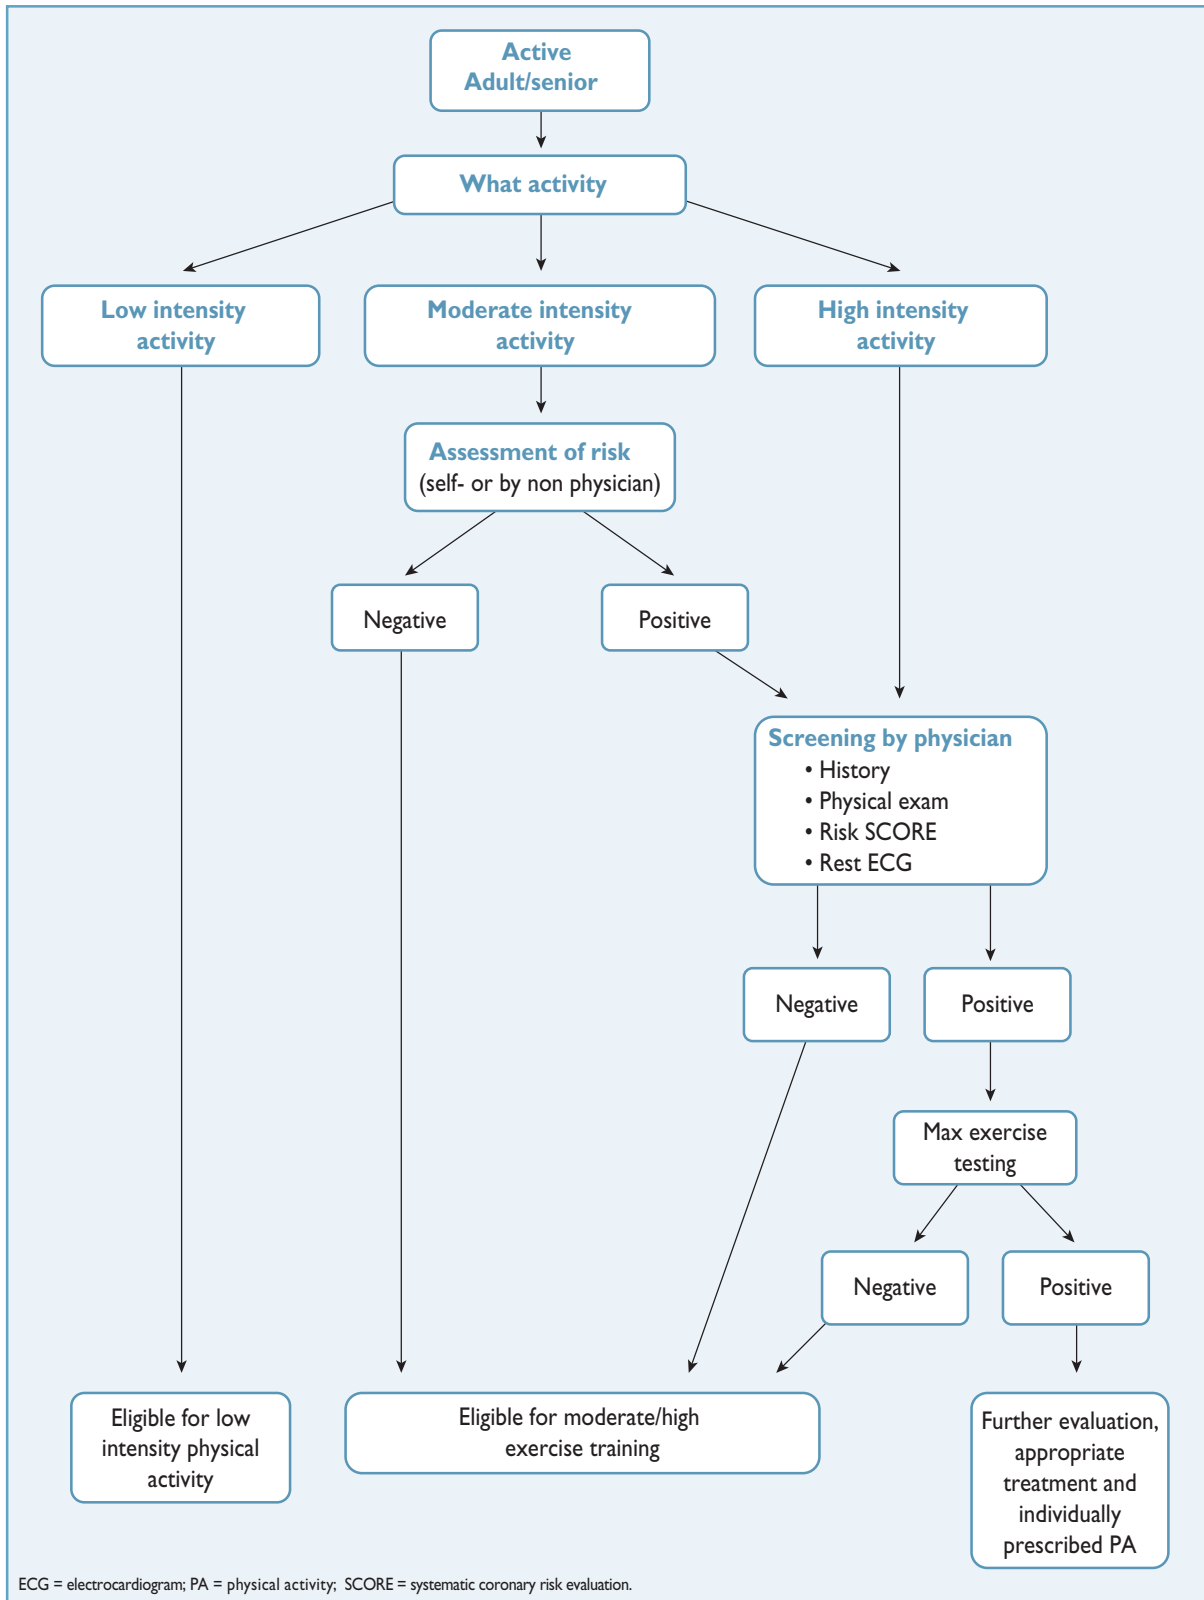 Active
Adult/senior
What activity
Low intensity
activity
Moderate intensity
activity
High intensity
activity
Assessment of risk
(self- or by non physician)
Negative
Positive
Screening by physician
• History
• Physical exam
• Risk SCORE
• Rest ECG
Negative
Positive
Max exercise
testing
Negative
Positive
Eligible for low
intensity physical
activity
Eligible for moderate/high
exercise training
Further evaluation,
appropriate
treatment and
individually
prescribed PA
ECG = electrocardiogram; PA = physical activity; SCORE = systematic coronary risk evaluation.